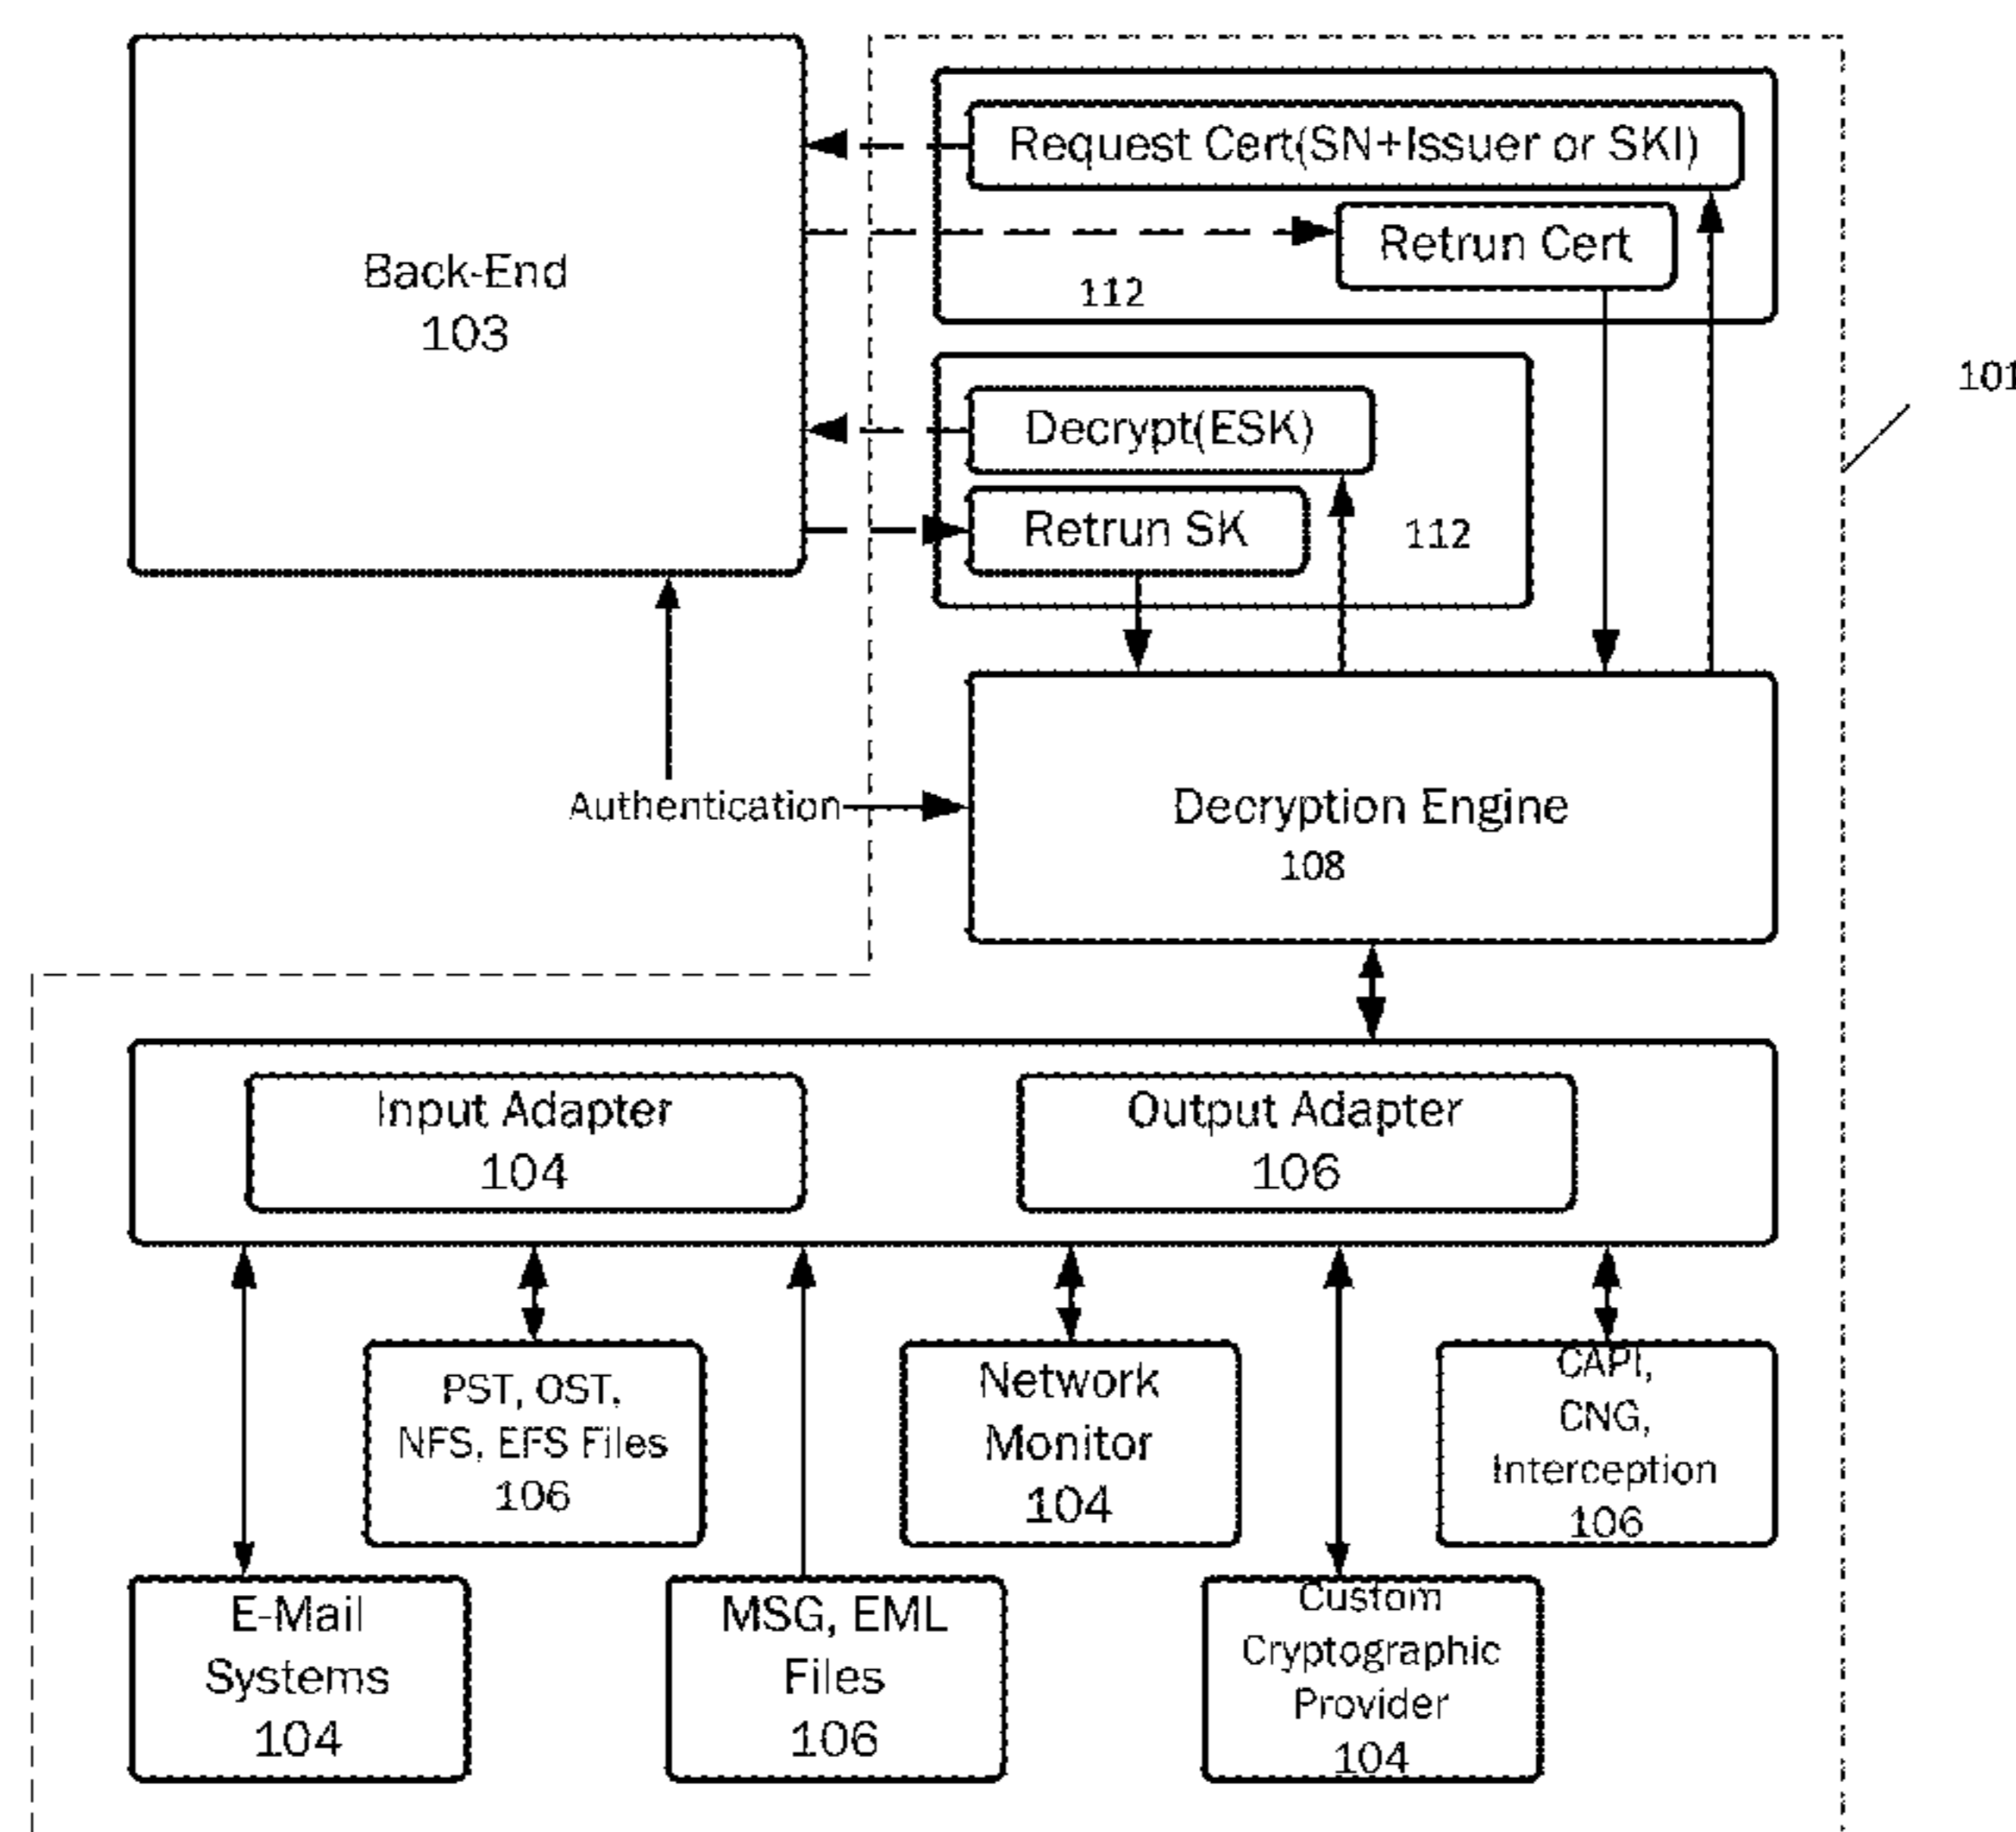 Request Cert(SN+Issuer or SKI)
Retrun Cert
112
Back-End
103
101
Decrypt(ESK)
Retrun SK
112
Authentication
Decryption Engine
108
Input Adapter
104
Output Adapter
106
PST, OST,
NFS, EFS Files
106
Network
Monitor
104
CAPI,
CNG,
Interception
106
E-Mail
Systems
104
MSG, EML
Files
106
Custom
Cryptographic
Provider
104